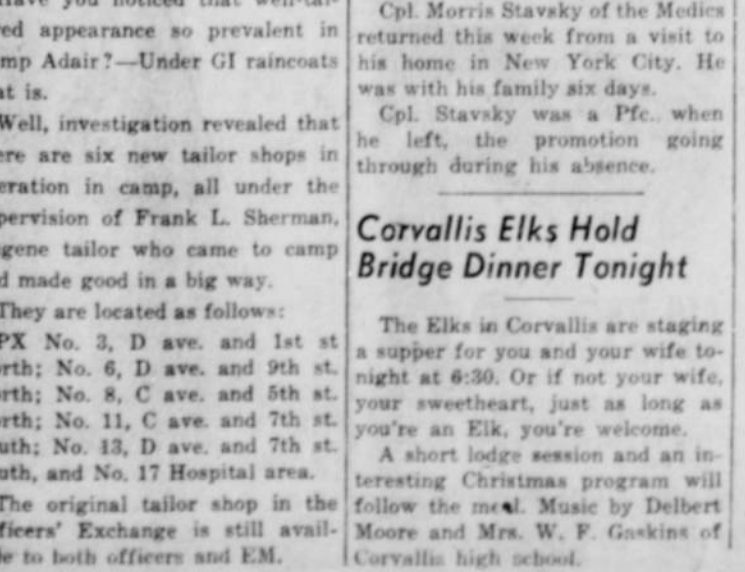 Have you noticed that well-tai-
ed appearance so prevalent in
mp Adair?—Under GI raincoats
at is.
Well, investigation revealed that
ere are six new tailor shops in
eration in camp, all under the
pervision of Frank L. Sherman,
gene tailor who came to camp
d made good in a big way.
They are located as follows:
PX No. 3, D ave. and 1st st
rth; No. 6, D ave. and 9th st.
rth; No. 8, C ave. and 5th st.
rth; No. 11, C ave. and 7th st.
uth; No. 13, D ave. and 7th st.
uth, and No. 17 Hospital area.
The original tailor shop in the
ficers' Exchange is still avail-
le to both officers and EM.
Cpl. Morris Stavsky of the Medics
returned this week from a visit to
his home in New York City. He
was with his family six days.
Cpl. Stavsky was a Pfc. when
he left, the promotion going
through during his absence.
Corvallis Elks Hold
Bridge Dinner Tonight
The Elks in Corvallis are staging
a supper for you and your wife to-
night at 6:30. Or if not your wife,
your sweetheart, just as long as
you're an Elk, you're welcome.
A short lodge session and an in-
teresting Christmas program will
follow the meal. Music by Delbert
Moore and Mrs. W. F. Gaskins of
Corvallis high school.